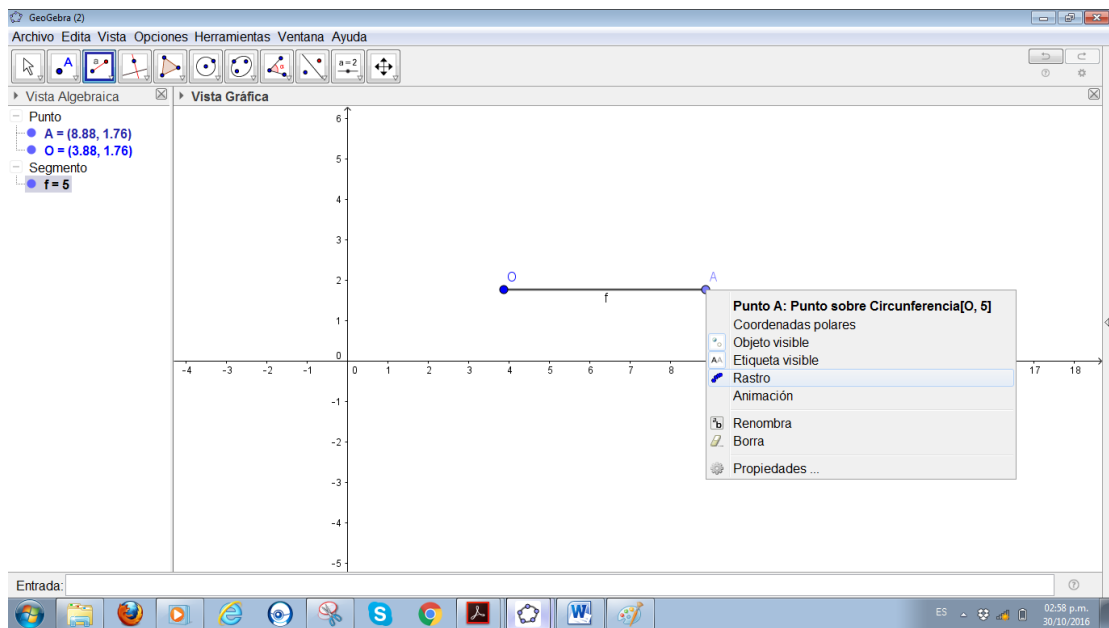 GeoGebra (2)
Archivo Edita Vista Opciones Herramientas Ventana Ayuda
A
a
α
a=2
Vista Algebraica
Vista Gráfica
Punto
A = (8.88, 1.76)
O = (3.88, 1.76)
Segmento
f = 5
6
5
4
3
2
1
0
-1
-2
-3
-4
-5
-4 -3 -2 -1 0 1 2 3 4 5 6 7 8 17 18
O
A
f
Punto A: Punto sobre Circunferencia[O, 5]
Coordenadas polares
Objeto visible
AA Etiqueta visible
Rastro
Animación
ab Renombra
Borra
Propiedades ...
Entrada:
S
W
ES
02:58 p.m.
30/10/2016